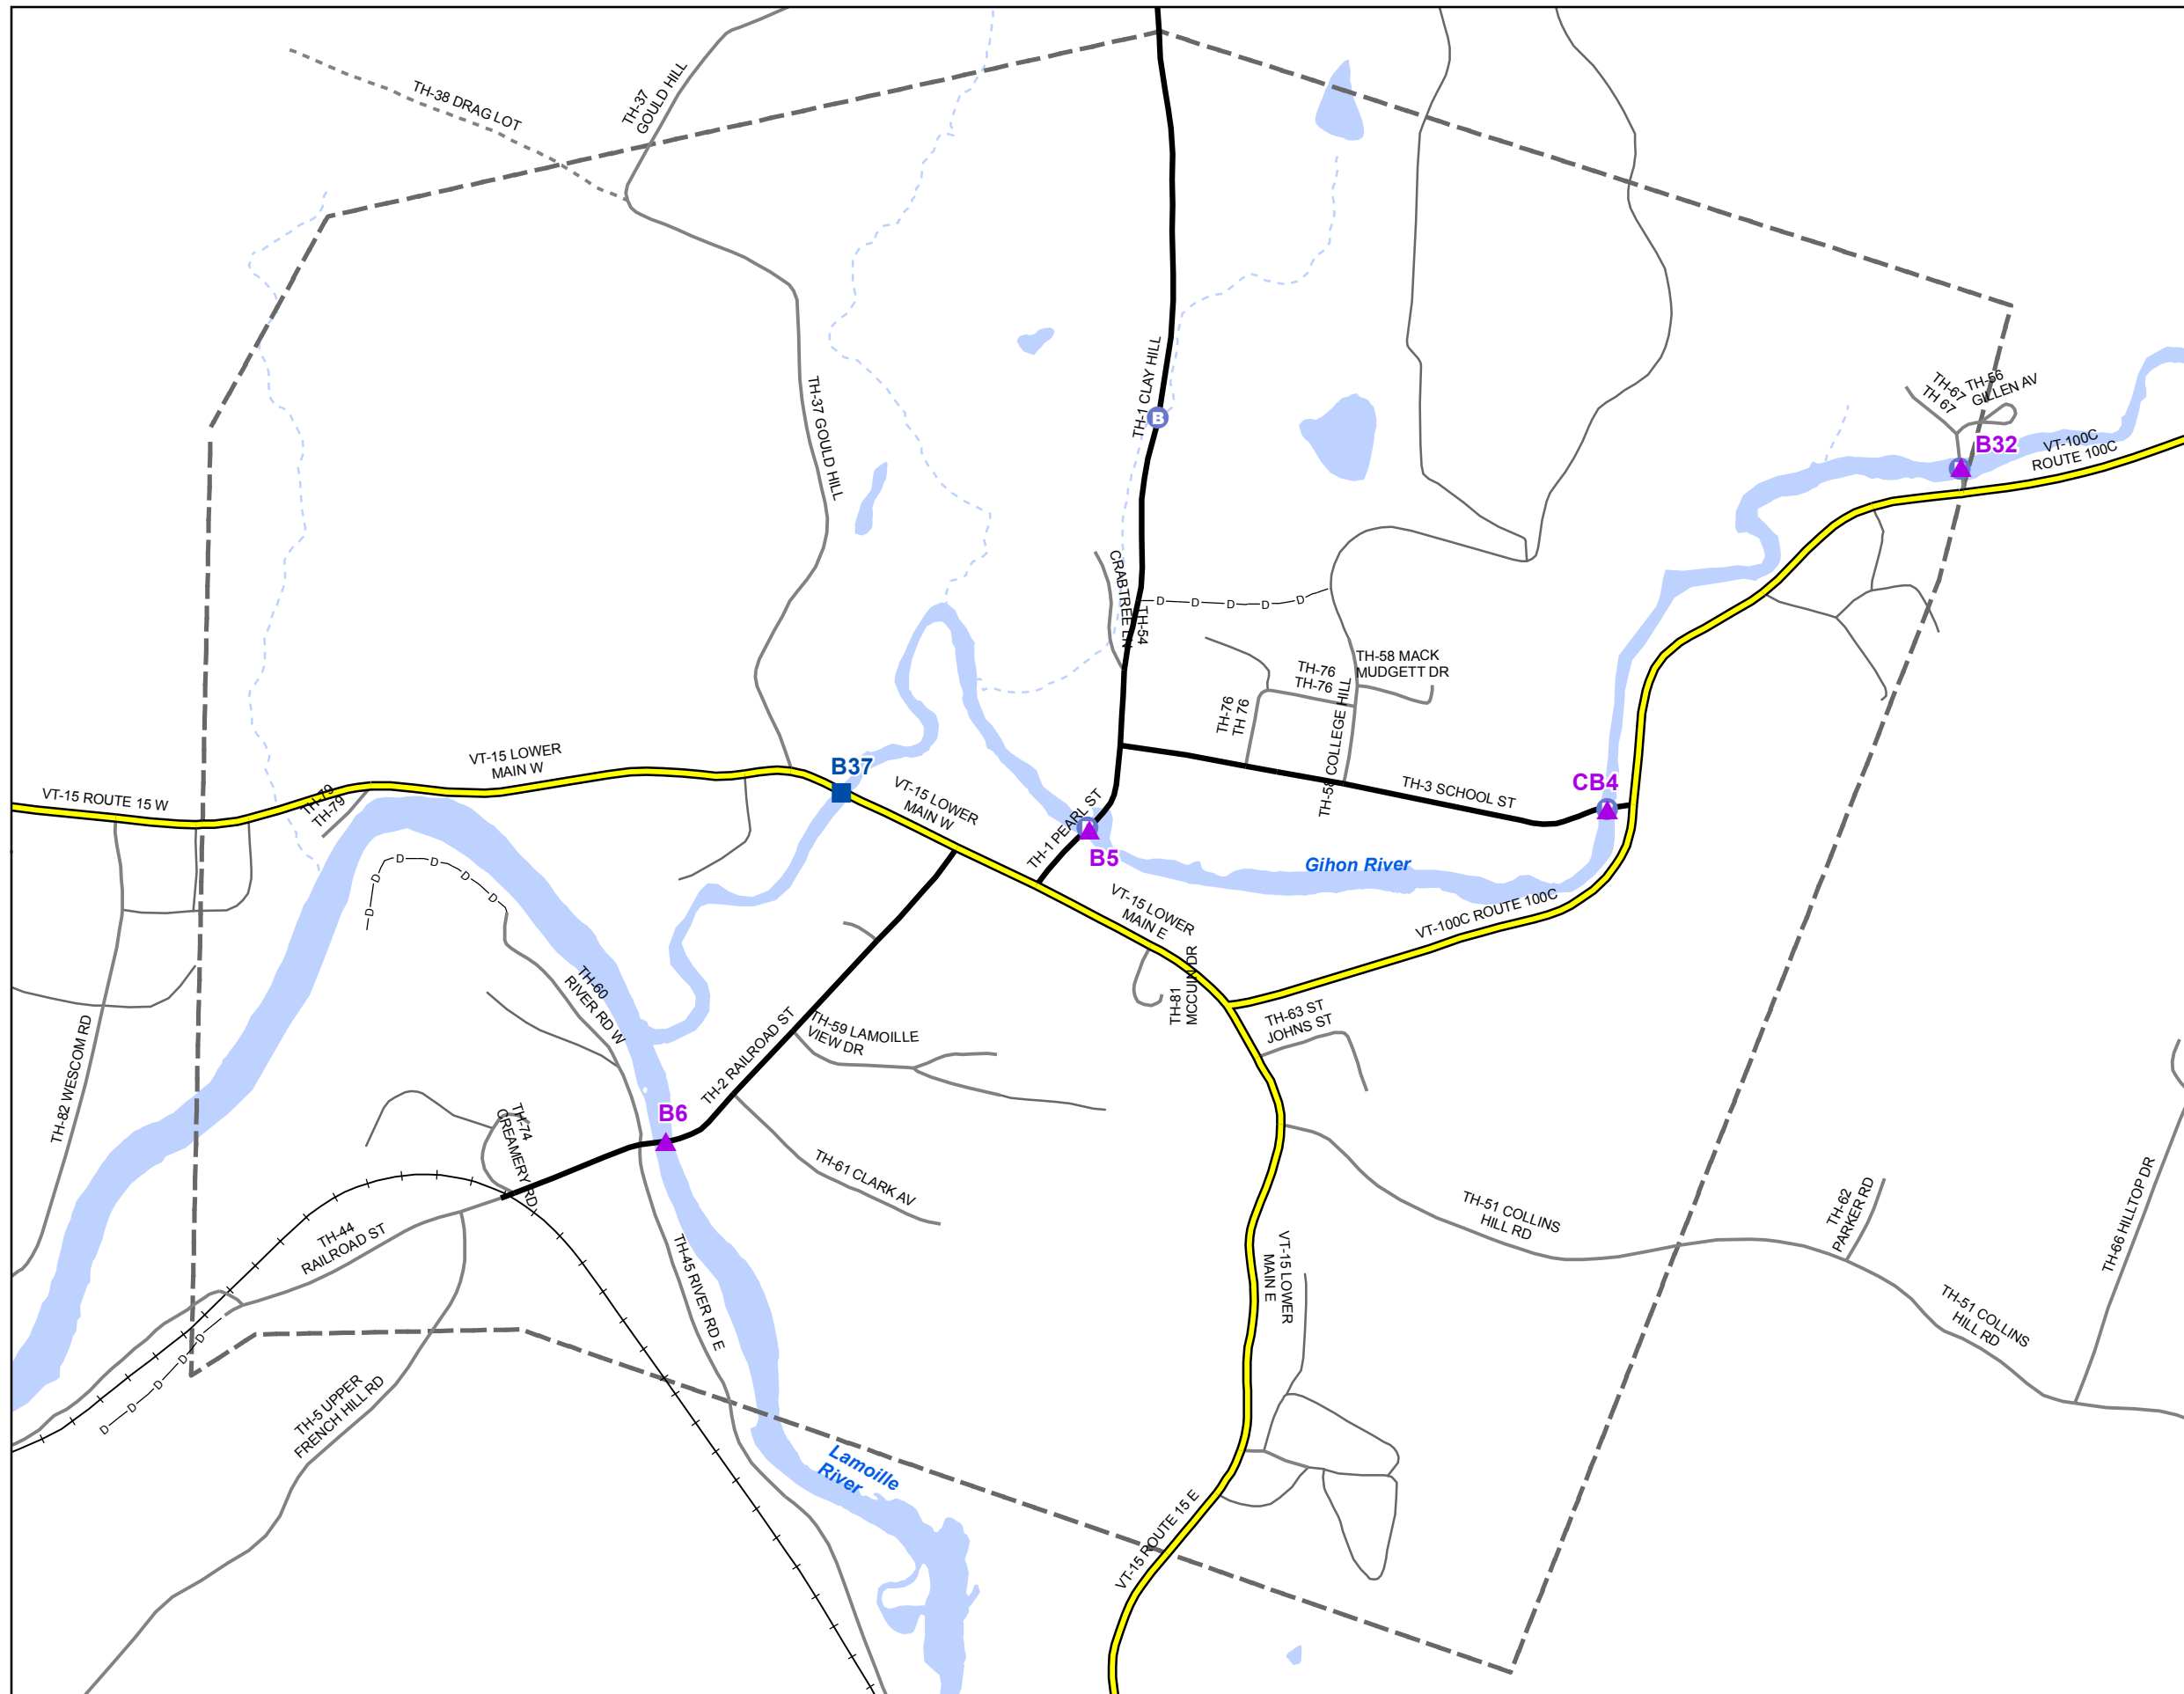 TH-38 DRAG LOT
TH-37
GOULD HILL
TH-37 GOULD HILL
TH-1 CLAY HILL
B
TH-67
TH 67
TH-56
GILLEN AV
B32
VT-100C
ROUTE 100C
CRABTREE LN
TH-54
D
D
D
D
D
TH-76
TH-76
TH-58 MACK
MUDGETT DR
TH-76
TH 76
TH-58 COLLEGE HILL
VT-15 LOWER
MAIN W
B37
VT-15 ROUTE 15 W
TH-79
TH-79
VT-15 LOWER
MAIN W
TH-1 PEARL ST
B5
TH-3 SCHOOL ST
CB4
Gihon River
D
D
D
D
D
D
VT-15 LOWER
MAIN E
VT-100C ROUTE 100C
TH-81
MCCUIN DR
TH-60
RIVER RD W
TH-63 ST
JOHNS ST
TH-59 LAMOILLE
VIEW DR
TH-2 RAILROAD ST
TH-82 WESCOM RD
B6
TH-74
CREAMERY RD
TH-61 CLARK AV
TH-51 COLLINS
HILL RD
TH-62
PARKER RD
TH-66 HILLTOP DR
TH-44
RAILROAD ST
TH-45 RIVER RD E
VT-15 LOWER
MAIN E
TH-51 COLLINS
HILL RD
D
D
D
D
D
TH-5 UPPER
FRENCH HILL RD
Lamoille
River
VT-15 ROUTE 15 E